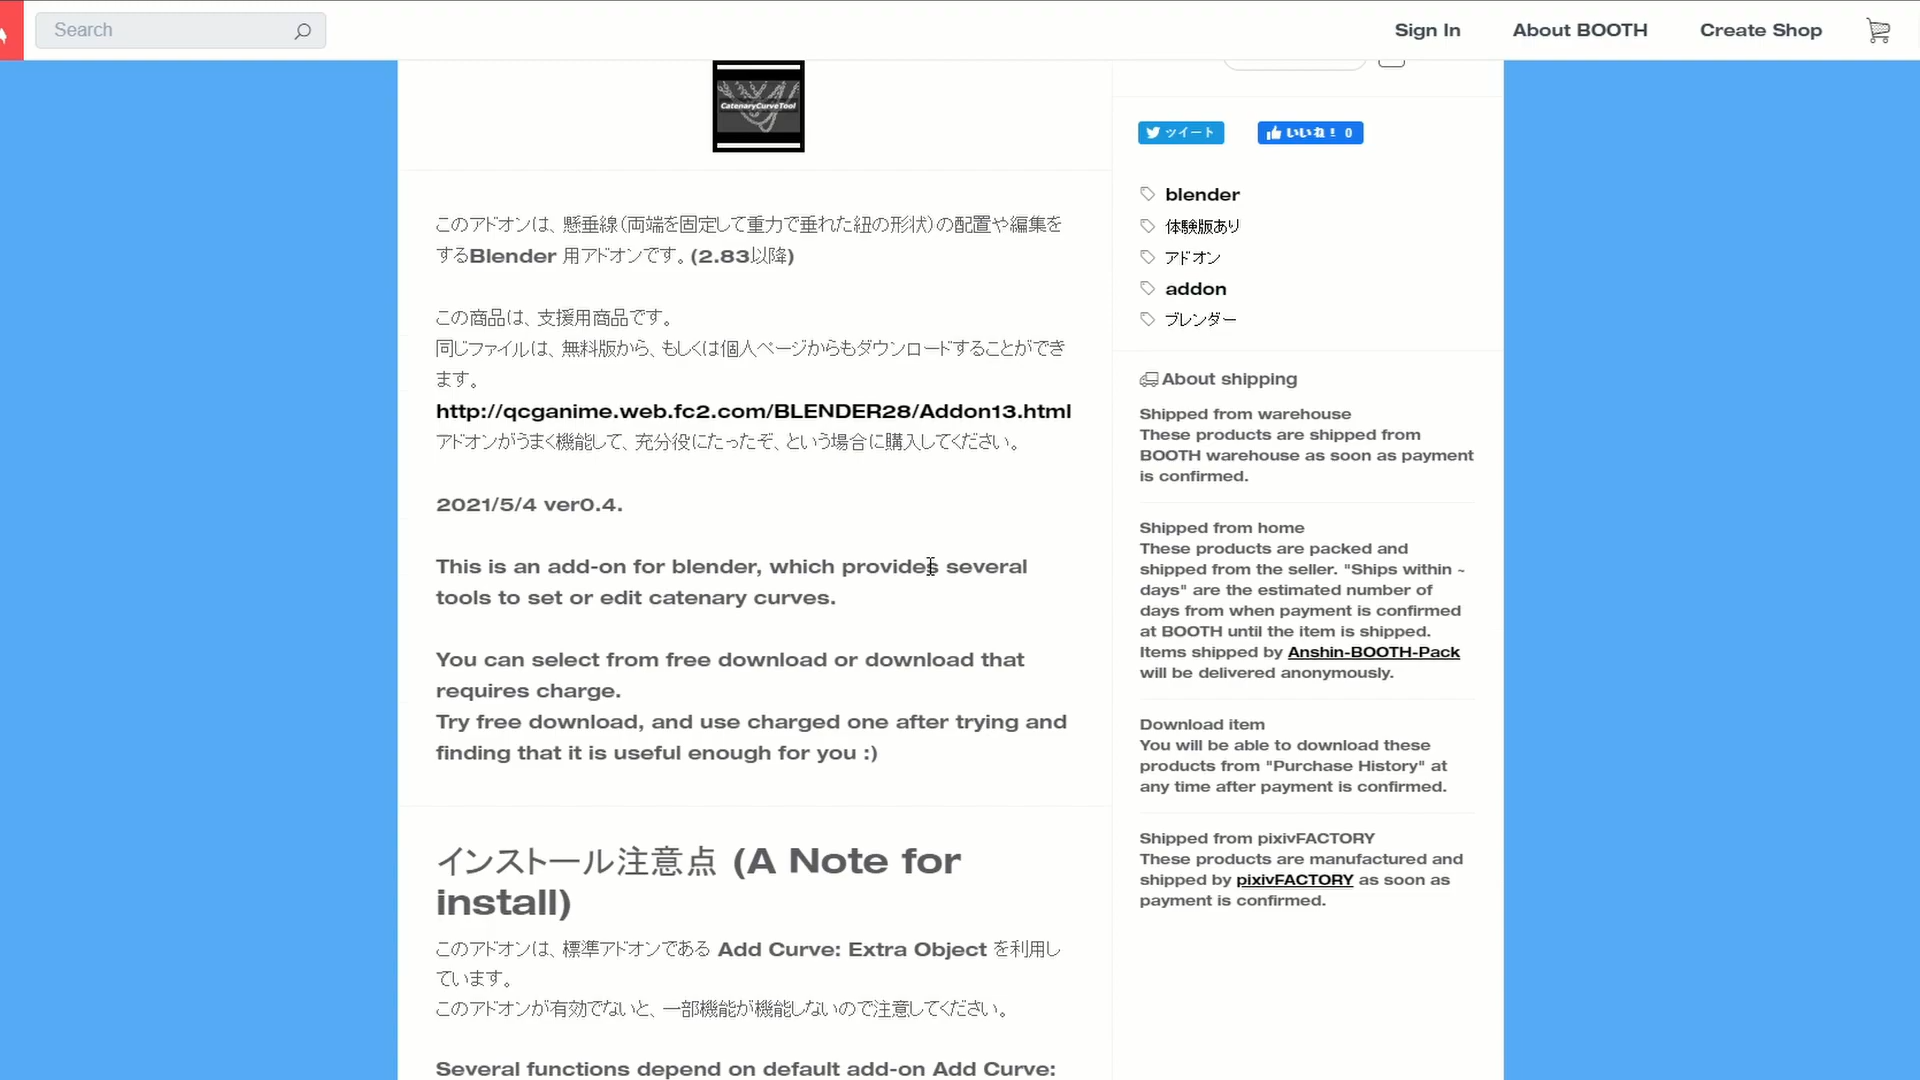 Search
Sign In
About BOOTH
Create Shop
CatenaryCurveTool
このアドオンは、懸垂線(両端を固定して重力で垂れた紐の形状)の配置や編集を
するBlender 用アドオンです。(2.83以降)
この商品は、支援用商品です。
同じファイルは、無料版から、もしくは個人ページからもダウンロードすることができ
ます。
http://qcganime.web.fc2.com/BLENDER28/Addon13.html
アドオンがうまく機能して、充分役にたったぞ、という場合に購入してください。
2021/5/4 ver0.4.
This is an add-on for blender, which provides several
tools to set or edit catenary curves.
You can select from free download or download that
requires charge.
Try free download, and use charged one after trying and
finding that it is useful enough for you :)
インストール注意点 (A Note for
install)
このアドオンは、標準アドオンである Add Curve: Extra Object を利用し
ています。
このアドオンが有効でないと、一部機能が機能しないので注意してください。
Several functions depend on default add-on Add Curve:
ツイート
いいね！ 0
blender
体験版あり
アドオン
addon
ブレンダー
About shipping
Shipped from warehouse
These products are shipped from
BOOTH warehouse as soon as payment
is confirmed.
Shipped from home
These products are packed and
shipped from the seller. "Ships within ~
days" are the estimated number of
days from when payment is confirmed
at BOOTH until the item is shipped.
Items shipped by Anshin-BOOTH-Pack
will be delivered anonymously.
Download item
You will be able to download these
products from "Purchase History" at
any time after payment is confirmed.
Shipped from pixivFACTORY
These products are manufactured and
shipped by pixivFACTORY as soon as
payment is confirmed.